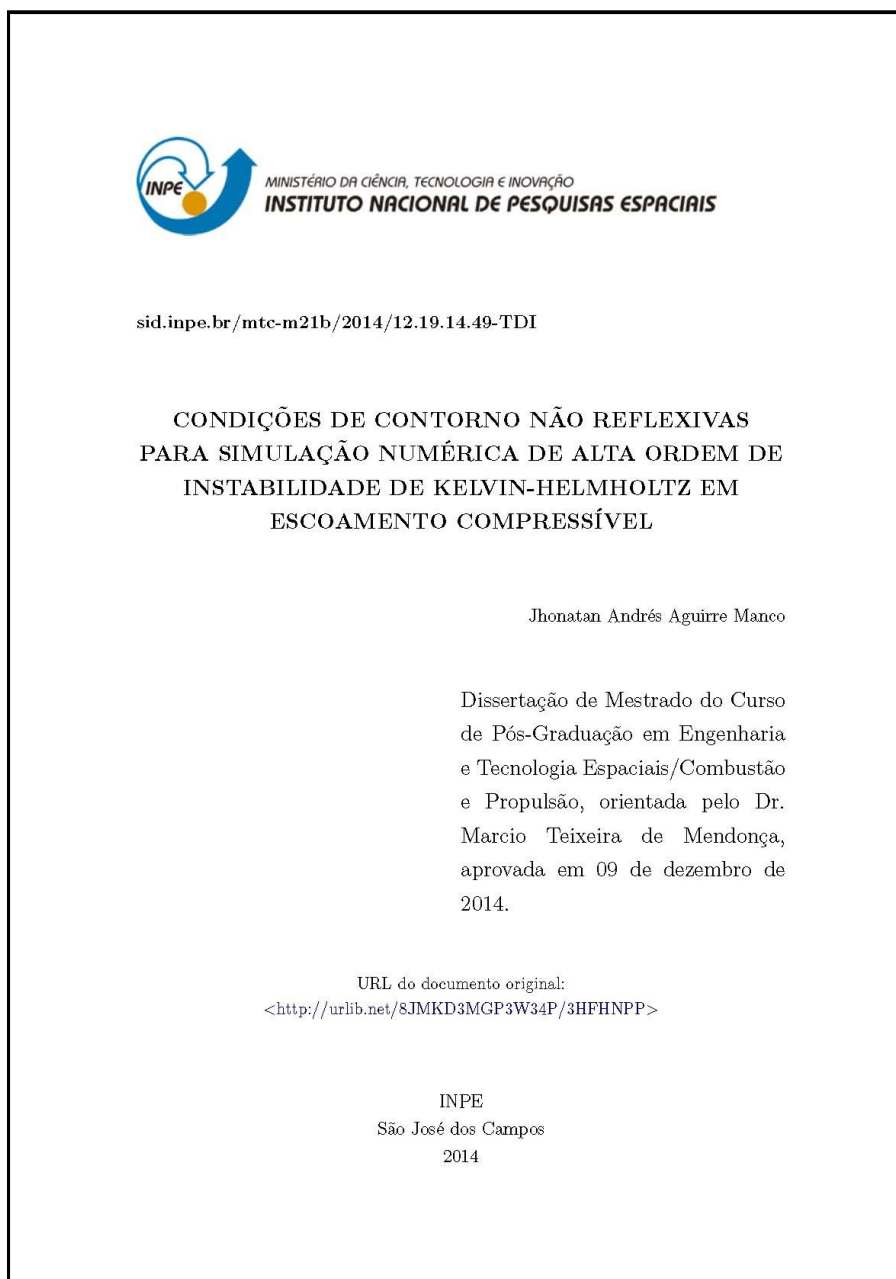 INPE
MINISTÉRIO DA CIÊNCIA, TECNOLOGIA E INOVAÇÃO
INSTITUTO NACIONAL DE PESQUISAS ESPACIAIS
sid.inpe.br/mtc-m21b/2014/12.19.14.49-TDI
CONDIÇÕES DE CONTORNO NÃO REFLEXIVAS
PARA SIMULAÇÃO NUMÉRICA DE ALTA ORDEM DE
INSTABILIDADE DE KELVIN-HELMHOLTZ EM
ESCOAMENTO COMPRESSÍVEL
Jhonatan Andrés Aguirre Manco
Dissertação de Mestrado do Curso
de Pós-Graduação em Engenharia
e Tecnologia Espaciais/Combustão
e Propulsão, orientada pelo Dr.
Marcio Teixeira de Mendonça,
aprovada em 09 de dezembro de
2014.
URL do documento original:
<http://urlib.net/8JMKD3MGP3W34P/3HFHNPP>
INPE
São José dos Campos
2014